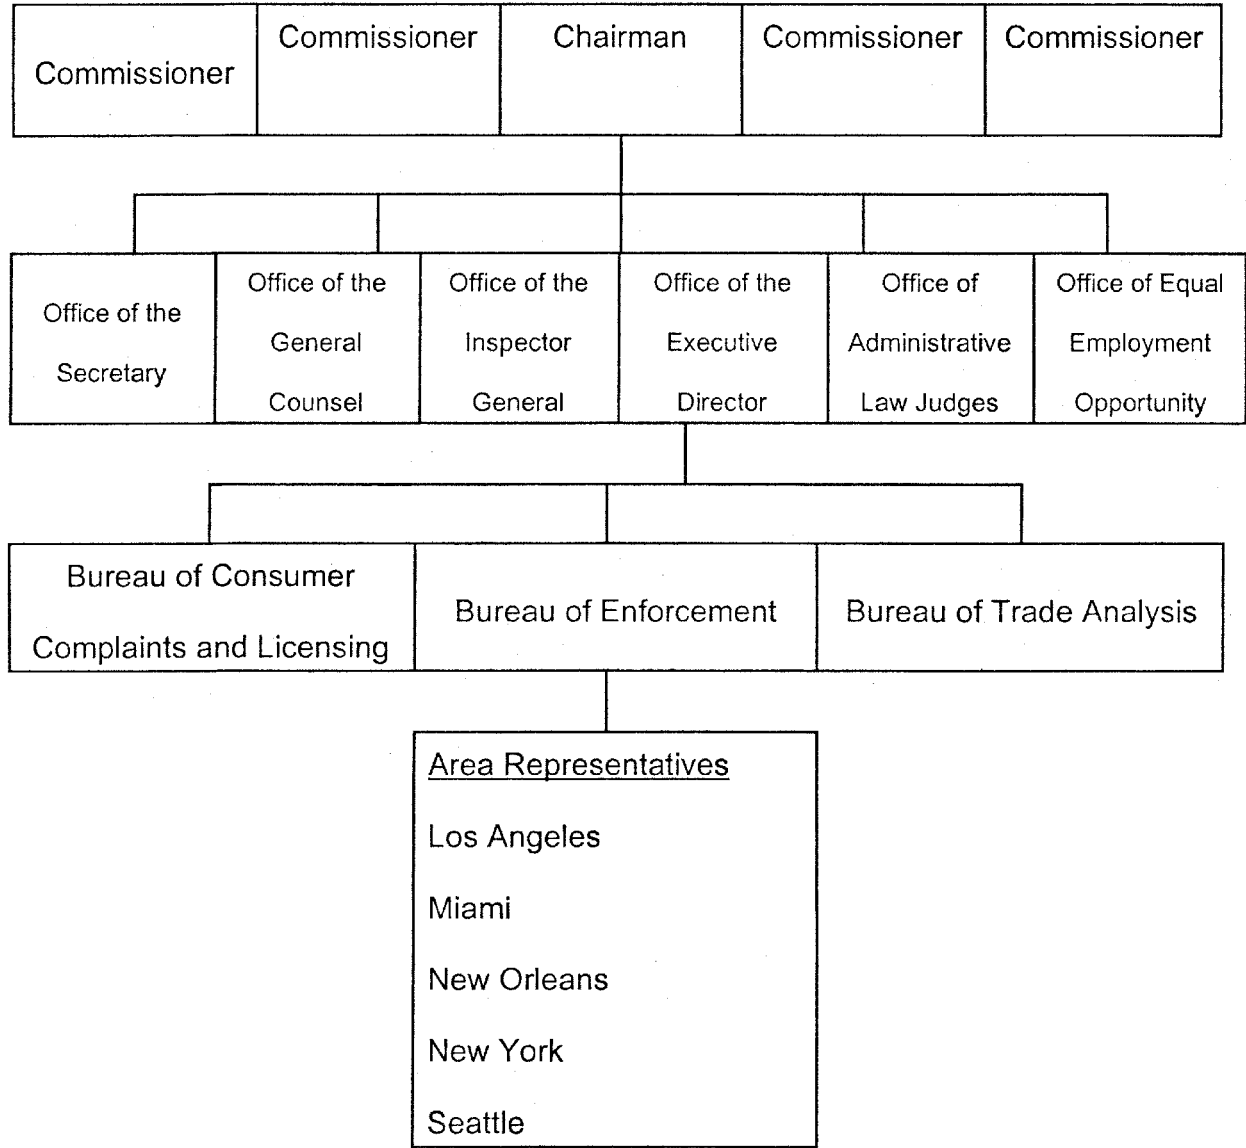 Commissioner
Commissioner
Chairman
Commissioner
Commissioner
Office of the
Secretary
Office of the
General
Counsel
Office of the
Inspector
General
Office of the
Executive
Director
Office of
Administrative
Law Judges
Office of Equal
Employment
Opportunity
Bureau of Consumer
Complaints and Licensing
Bureau of Enforcement
Bureau of Trade Analysis
Area Representatives
Los Angeles
Miami
New Orleans
New York
Seattle